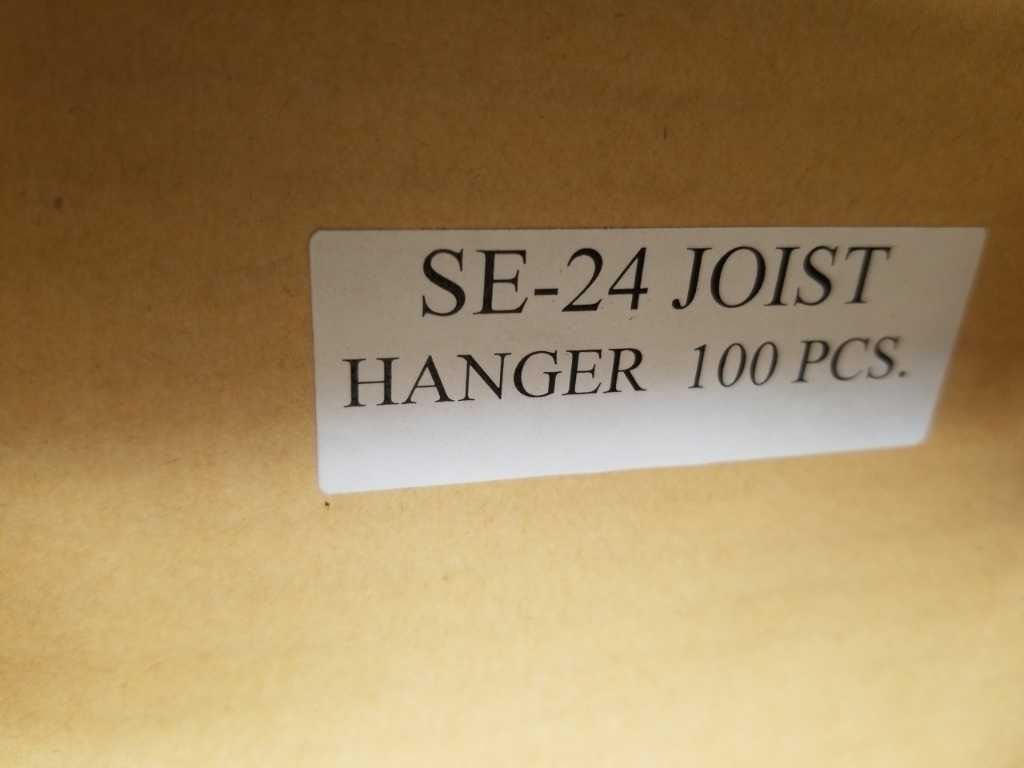 SE-24 JOIST
HANGER 100 PCS.